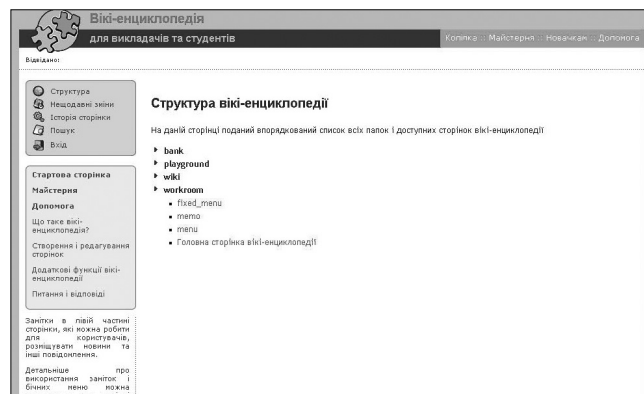 Вікі-енциклопедія
для викладачів та студентів
Копілка :: Майстерня :: Новачкам :: Допомога
Відвідано:
Структура
Нещодавні зміни
Історія сторінки
Пошук
Вхід
Стартова сторінка
Майстерня
Допомога
Що таке вікі-
енциклопедія?
Створення і редагування
сторінок
Додаткові функції вікі-
енциклопедії
Питання і відповіді
Замітки в лівій частині
сторінки, які можна робити
для користувачів,
розміщувати новини та
інші повідомлення.
Детальніше про
використання заміток і
бічних меню можна
Структура вікі-енциклопедії
На даній сторінці поданий впорядкований список всіх папок і доступних сторінок вікі-енциклопедії
bank
playground
wiki
workroom
fixed_menu
memo
menu
Головна сторінка вікі-енциклопедії